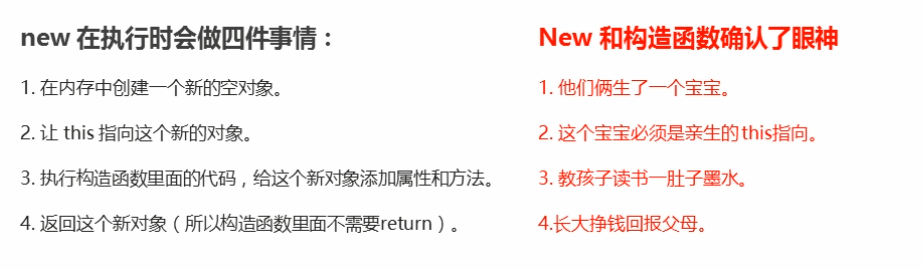 new 在执行时会做四件事情：
1. 在内存中创建一个新的空对象。
2. 让 this 指向这个新的对象。
3. 执行构造函数里面的代码，给这个新对象添加属性和方法。
4. 返回这个新对象（所以构造函数里面不需要return）。
New 和构造函数确认了眼神
1. 他们俩生了一个宝宝。
2. 这个宝宝必须是亲生的this指向。
3. 教孩子读书一肚子墨水。
4.长大挣钱回报父母。